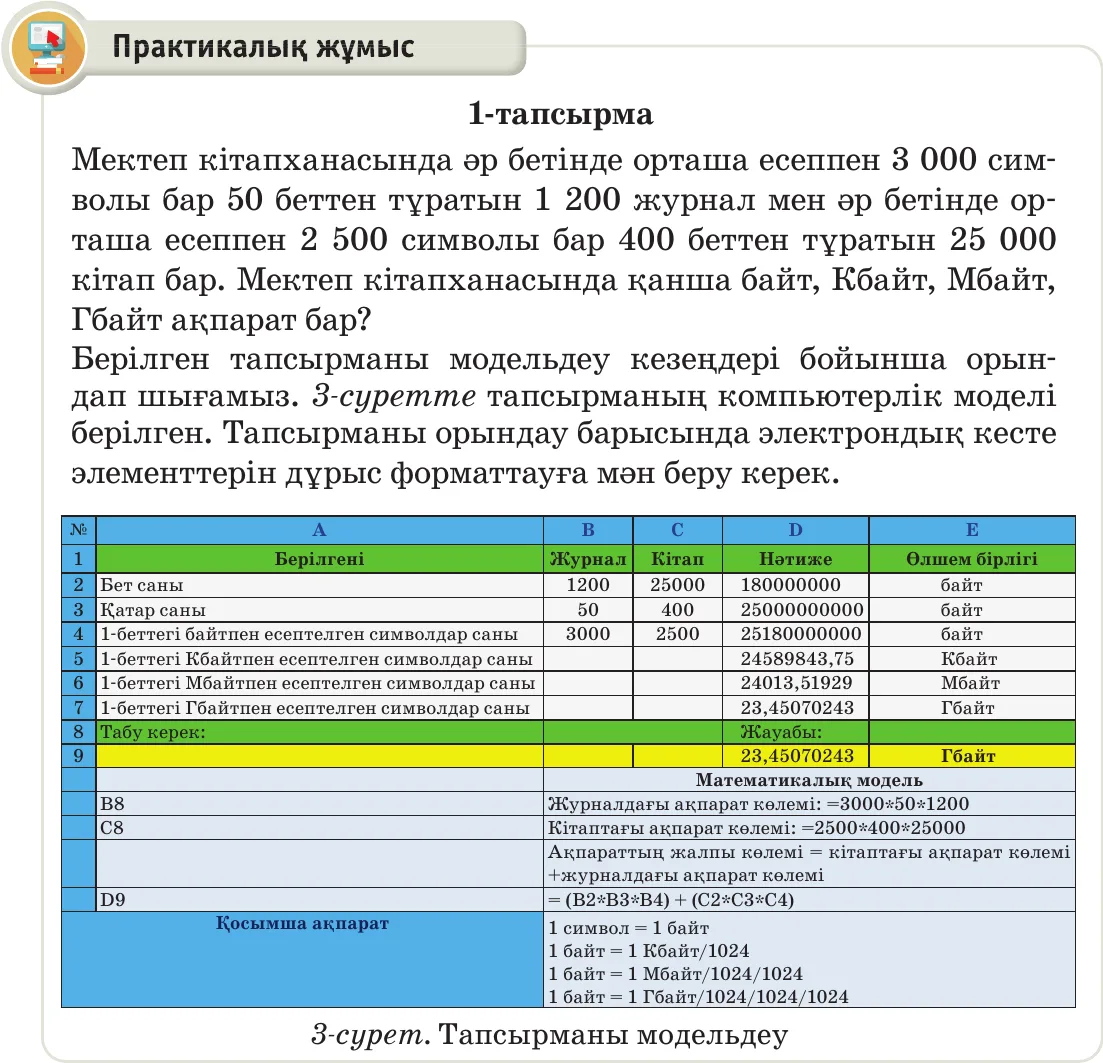 Практикалық жұмыс
1-тапсырма
Мектеп кітапханасында әр бетінде орташа есеппен 3 000 сим-
волы бар 50 беттен тұратын 1 200 журнал мен әр бетінде ор-
таша есеппен 2 500 символы бар 400 беттен тұратын 25 000
кітап бар. Мектеп кітапханасында қанша байт, Кбайт, Мбайт,
Гбайт ақпарат бар?
Берілген тапсырманы модельдеу кезеңдері бойынша орын-
дап шығамыз. 3-суретте тапсырманың компьютерлік моделі
берілген. Тапсырманы орындау барысында электрондық кесте
элементтерін дұрыс форматтауға мән беру керек.
№ A B C D E
1 Берілгені Журнал Кітап Нәтиже Өлшем бірлігі
2 Бет саны 1200 25000 180000000 байт
3 Қатар саны 50 400 25000000000 байт
4 1-беттегі байтпен есептелген символдар саны 3000 2500 25180000000 байт
5 1-беттегі Кбайтпен есептелген символдар саны 24589843,75 Кбайт
6 1-беттегі Мбайтпен есептелген символдар саны 24013,51929 Мбайт
7 1-беттегі Гбайтпен есептелген символдар саны 23,45070243 Гбайт
8 Табу керек: Жауабы:
9 23,45070243 Гбайт
Математикалық модель
B8 Журналдағы ақпарат көлемі: =3000*50*1200
C8 Кітаптағы ақпарат көлемі: =2500*400*25000
Ақпараттың жалпы көлемі = кітаптағы ақпарат көлемі
+журналдағы ақпарат көлемі
D9 = (B2*B3*B4) + (C2*C3*C4)
Қосымша ақпарат
1 символ = 1 байт
1 байт = 1 Кбайт/1024
1 байт = 1 Мбайт/1024/1024
1 байт = 1 Гбайт/1024/1024/1024
3-сурет. Тапсырманы модельдеу